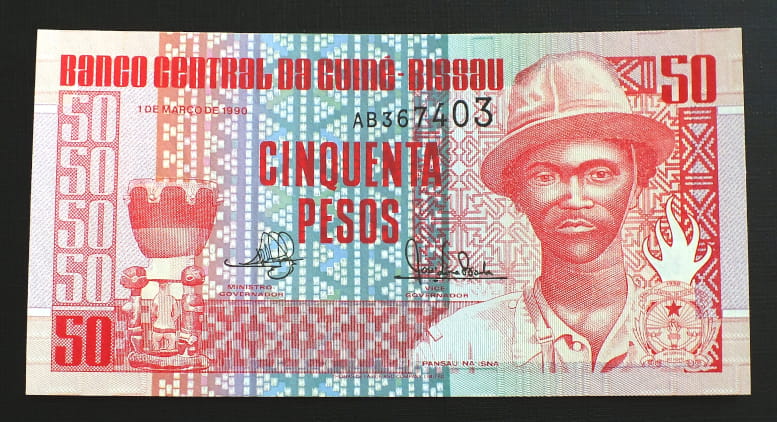 BANCO CENTRAL DA GUINÉ-BISSAU
50
1 DE MARÇO DE 1990
AB367403
50
50
50
50
50
CINQUENTA
PESOS
MINISTRO
GOVERNADOR
VICE
GOVERNADOR
PANSAU NA ISNA